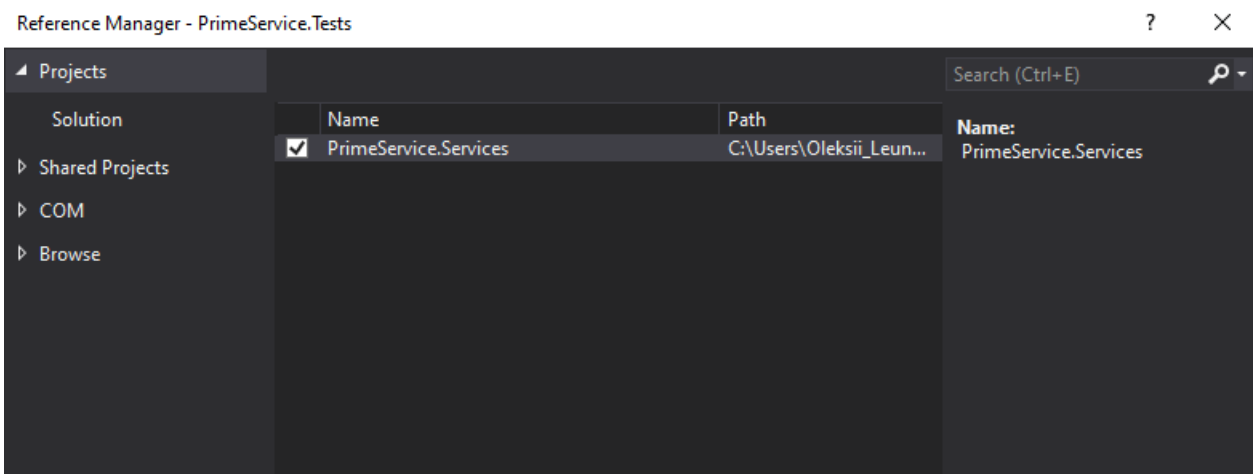 Reference Manager - PrimeService.Tests
Projects
Search (Ctrl+E)
Solution
Name Path
PrimeService.Services C:\Users\Oleksii_Leun...
Name:
PrimeService.Services
Shared Projects
COM
Browse